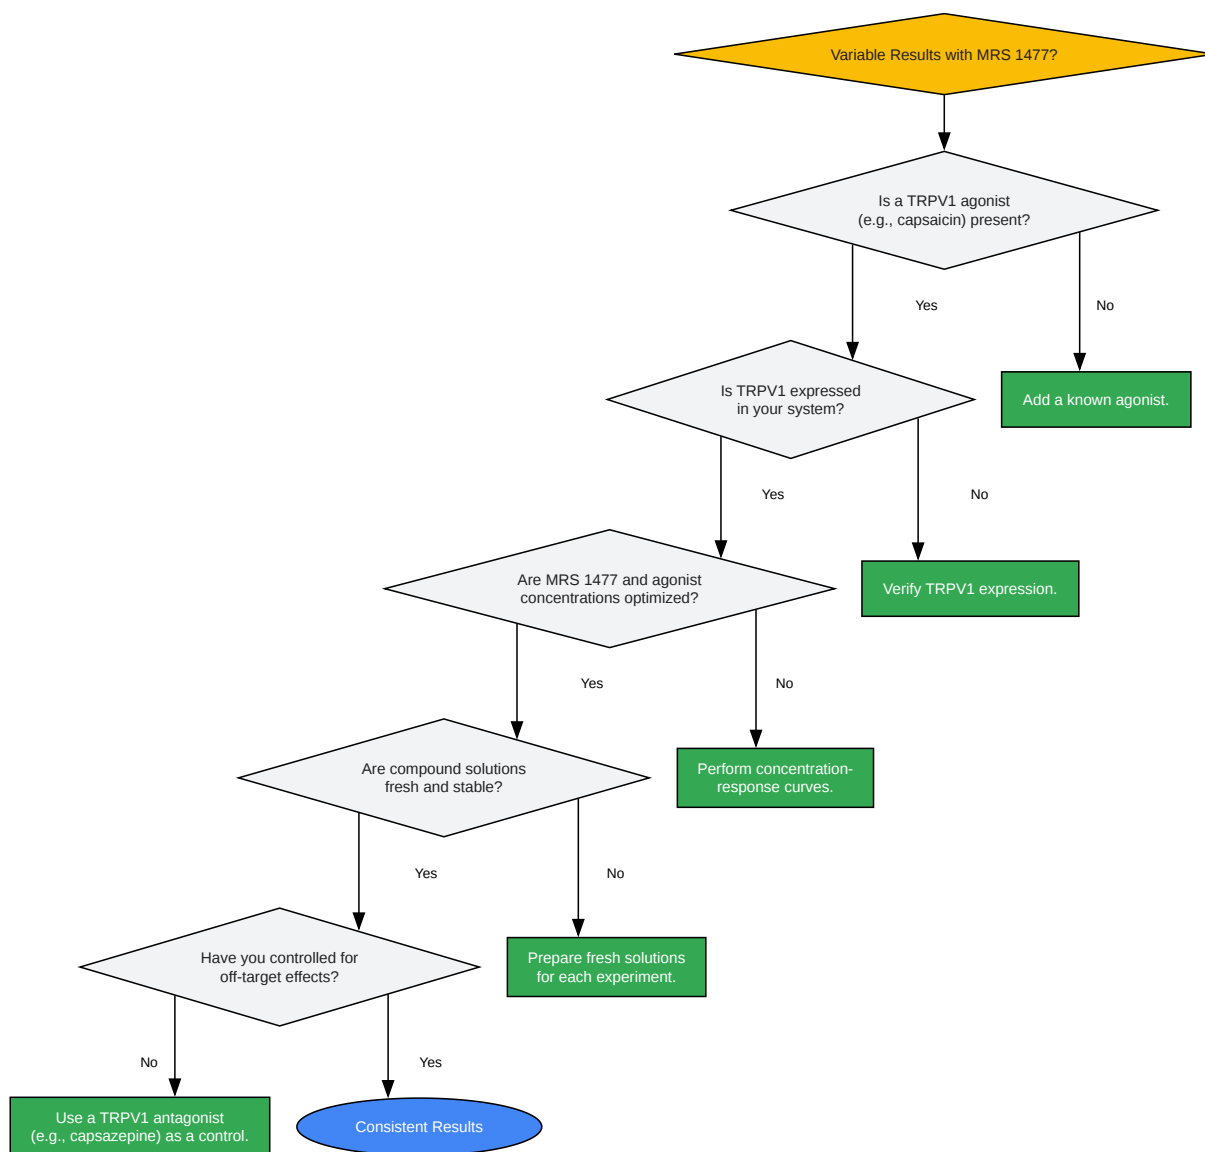 Variable Results with MRS 1477?
Is a TRPV1 agonist
(e.g., capsaicin) present?
Yes
No
Is TRPV1 expressed
in your system?
Add a known agonist.
Yes
No
Are MRS 1477 and agonist
concentrations optimized?
Verify TRPV1 expression.
Yes
No
Are compound solutions
fresh and stable?
Perform concentration-
response curves.
Yes
No
Have you controlled for
off-target effects?
Prepare fresh solutions
for each experiment.
No
Yes
Use a TRPV1 antagonist
(e.g., capsazepine) as a control.
Consistent Results